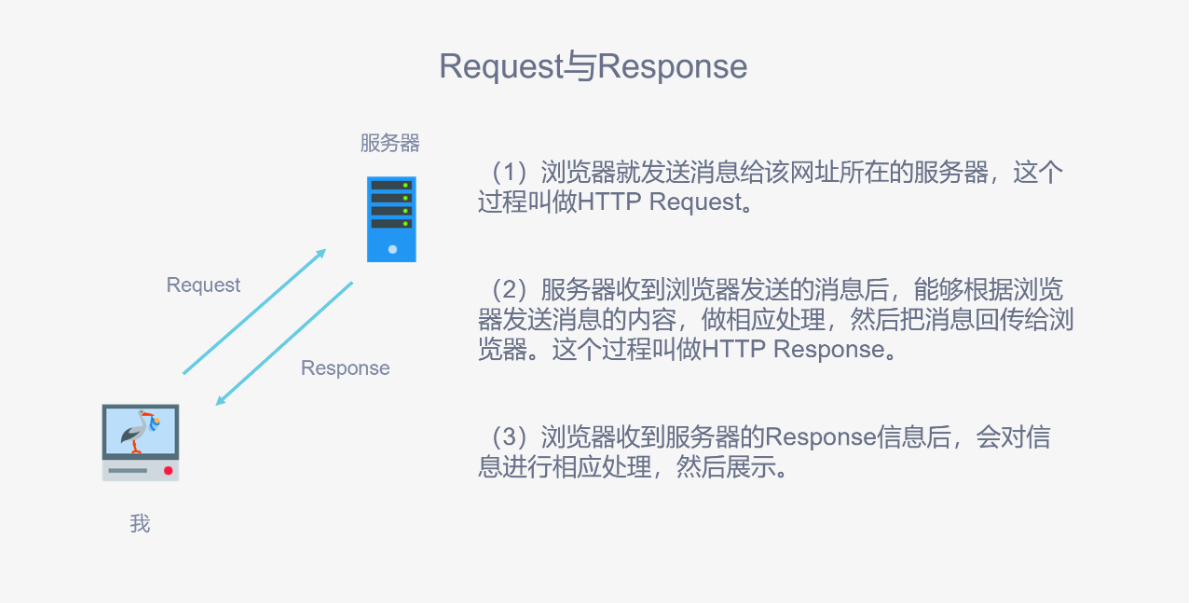 Request与Response
服务器
（1）浏览器就发送消息给该网址所在的服务器，这个
过程叫做HTTP Request。
Request
（2）服务器收到浏览器发送的消息后，能够根据浏览
器发送消息的内容，做相应处理，然后把消息回传给浏
览器。这个过程叫做HTTP Response。
Response
（3）浏览器收到服务器的Response信息后，会对信
息进行相应处理，然后展示。
我